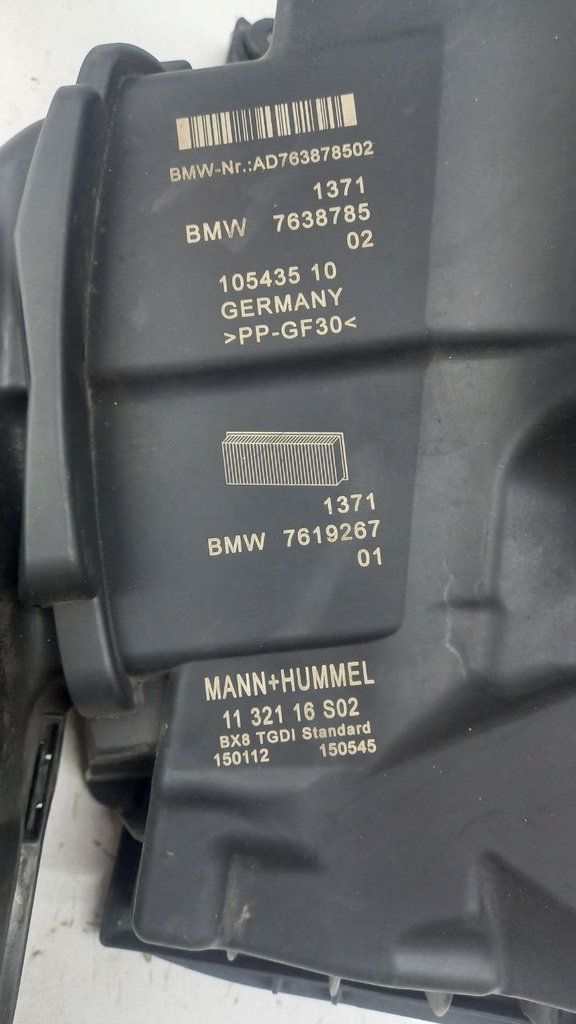 BMW-Nr.:AD763878502
1371
BMW 7638785
02
105435 10
GERMANY
>PP-GF30<
1371
BMW 7619267
01
MANN+HUMMEL
11 321 16 S02
BX8 TGDI Standard
150112 150545